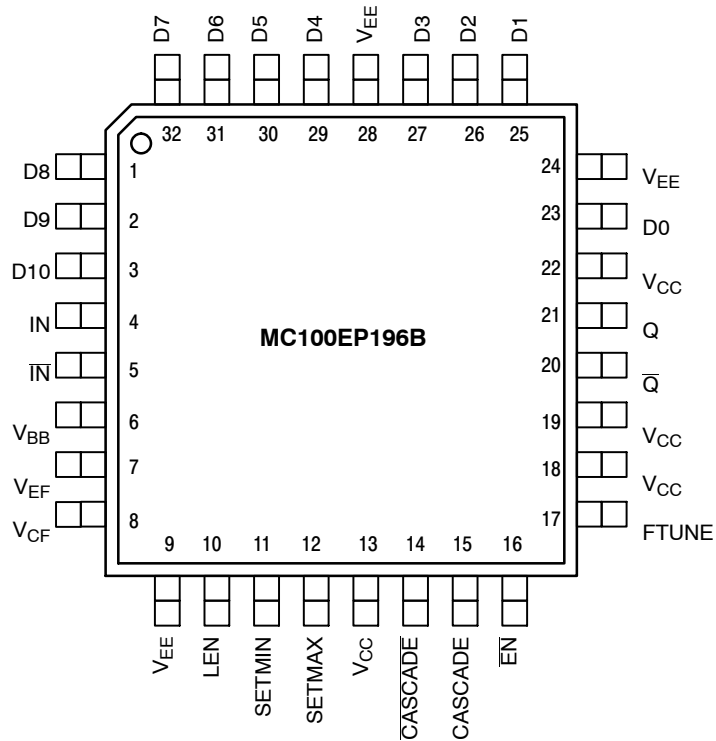 D7 D6 D5 D4 VEE D3 D2 D1
32 31 30 29 28 27 26 25
D8 1 24 VEE
D9 2 23 D0
D10 3 22 VCC
IN 4 21 Q
MC100EP196B
I̅N̅ 5 20 Q̅
VBB 6 19 VCC
VEF 7 18 VCC
VCF 8 17 FTUNE
9 10 11 12 13 14 15 16
VEE LEN SETMIN SETMAX VCC C̅A̅S̅C̅A̅D̅E̅ CASCADE E̅N̅